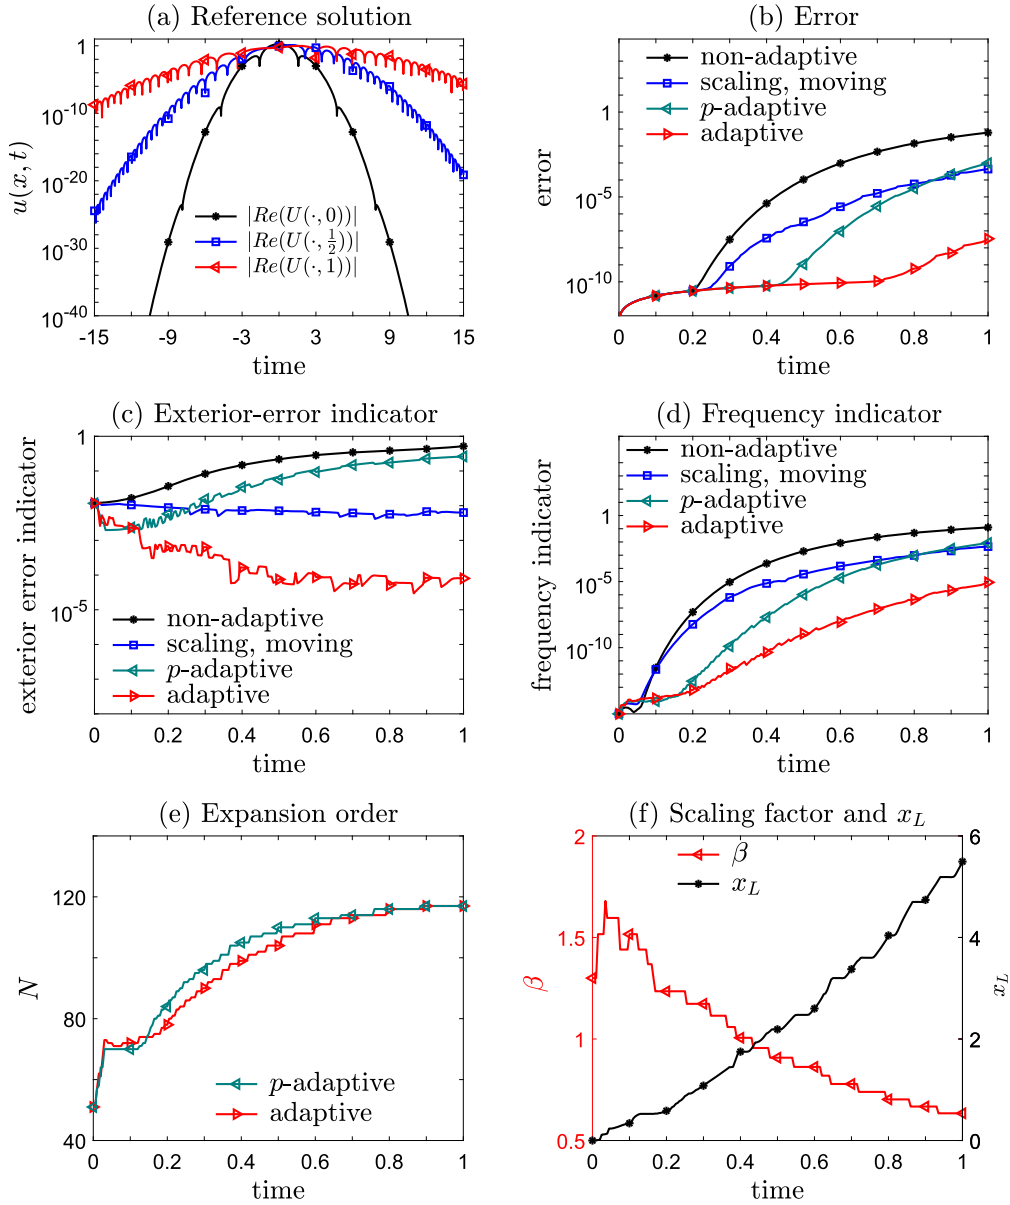 (a) Reference solution
1
10^-10
10^-20
10^-30
10^-40
u(x, t)
|Re(U(·, 0))|
|Re(U(·, 1/2))|
|Re(U(·, 1))|
-15 -9 -3 3 9 15
time
(b) Error
non-adaptive
scaling, moving
p-adaptive
adaptive
1
10^-5
10^-10
error
0 0.2 0.4 0.6 0.8 1
time
(c) Exterior-error indicator
1
10^-5
exterior error indicator
non-adaptive
scaling, moving
p-adaptive
adaptive
0 0.2 0.4 0.6 0.8 1
time
(d) Frequency indicator
non-adaptive
scaling, moving
p-adaptive
adaptive
1
10^-5
10^-10
frequency indicator
0 0.2 0.4 0.6 0.8 1
time
(e) Expansion order
120
80
40
N
p-adaptive
adaptive
0 0.2 0.4 0.6 0.8 1
time
(f) Scaling factor and x_L
2
1.5
1
0.5
β
β
x_L
6
4
2
0
x_L
0 0.2 0.4 0.6 0.8 1
time